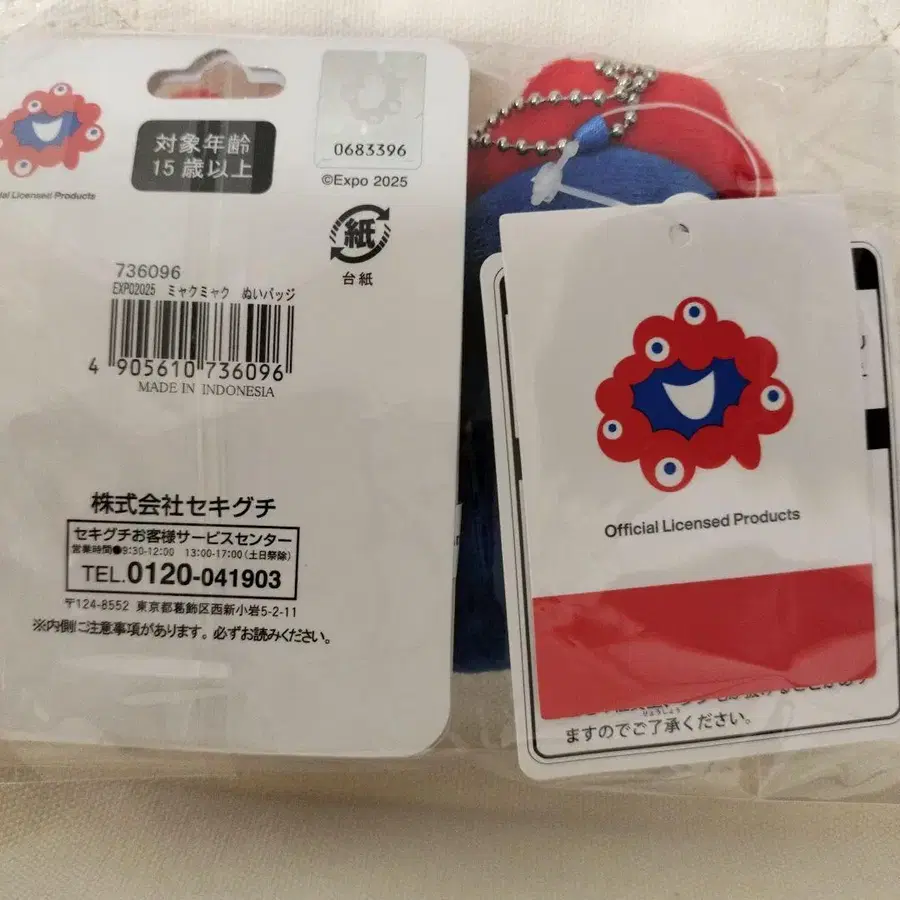 対象年齢
15歳以上
0683396
©Expo 2025
Official Licensed Products
紙
台紙
736096
EXPO2025 ミャクミャク ぬいバッジ
4 905610 736096
MADE IN INDONESIA
株式会社セキグチ
セキグチお客様サービスセンター
営業時間●9:30-12:00 13:00-17:00(土日祭除)
TEL.0120-041903
〒124-8552 東京都葛飾区西新小岩5-2-11
※内側に注意事項があります。必ずお読みください。
Official Licensed Products
りょうしょう
ますのでご了承ください。